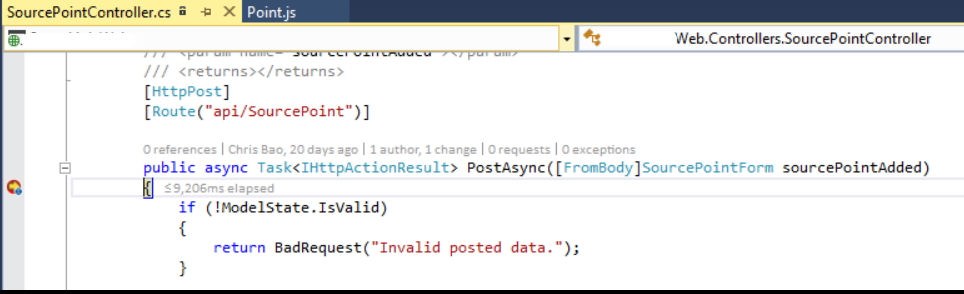 SourcePointController.cs Point.js
Web.Controllers.SourcePointController
/// <param name="sourcePointAdded"></param>
/// <returns></returns>
[HttpPost]
[Route("api/SourcePoint")]
0 references | Chris Bao, 20 days ago | 1 author, 1 change | 0 requests | 0 exceptions
public async Task<IHttpActionResult> PostAsync([FromBody]SourcePointForm sourcePointAdded)
{ ≤9,206ms elapsed
if (!ModelState.IsValid)
{
return BadRequest("Invalid posted data.");
}